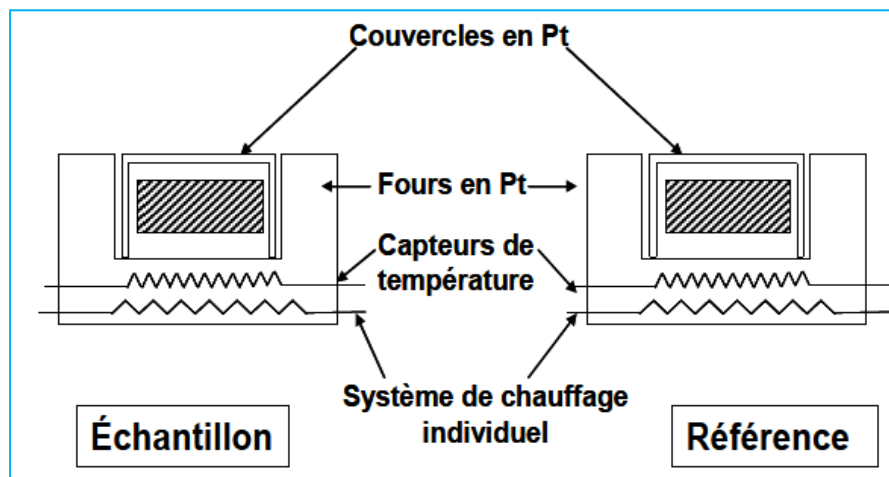 Couvercles en Pt
Fours en Pt
Capteurs de
température
Système de chauffage
individuel
Échantillon
Référence